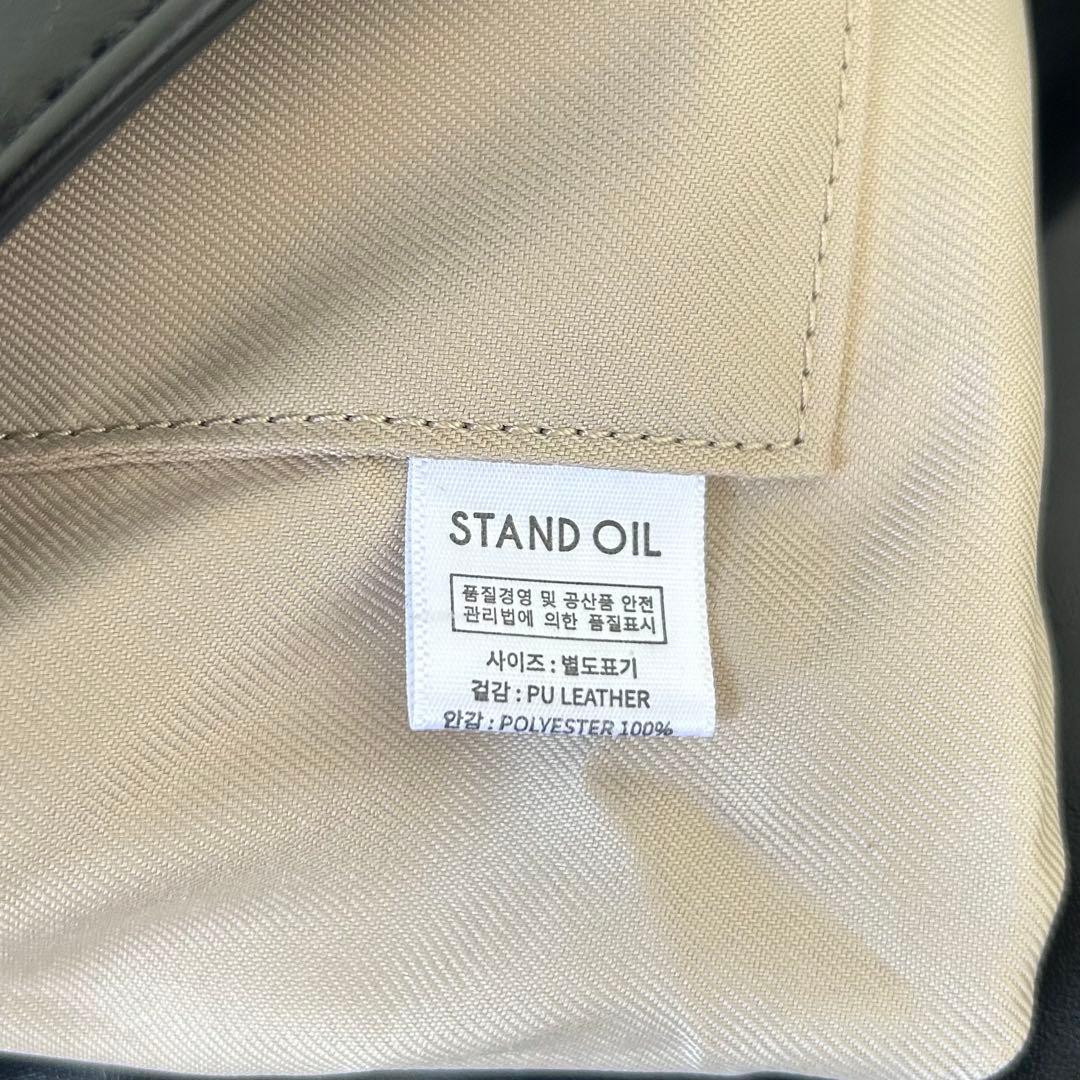 STAND OIL
품질경영 및 공산품 안전
관리법에 의한 품질표시
사이즈 : 별도표기
겉감 : PU LEATHER
안감 : POLYESTER 100%